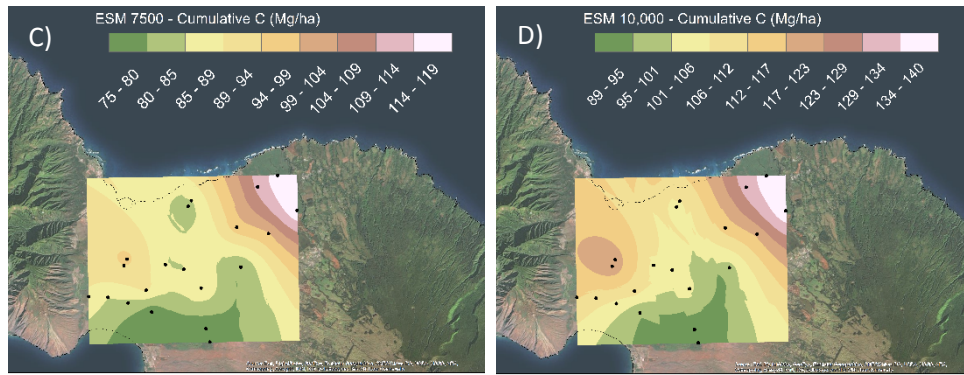 C)
ESM 7500 - Cumulative C (Mg/ha)
75 - 80
80 - 85
85 - 89
89 - 94
94 - 99
99 - 104
104 - 109
109 - 114
114 - 119
D)
ESM 10,000 - Cumulative C (Mg/ha)
89 - 95
95 - 101
101 - 106
106 - 112
112 - 117
117 - 123
123 - 129
129 - 134
134 - 140